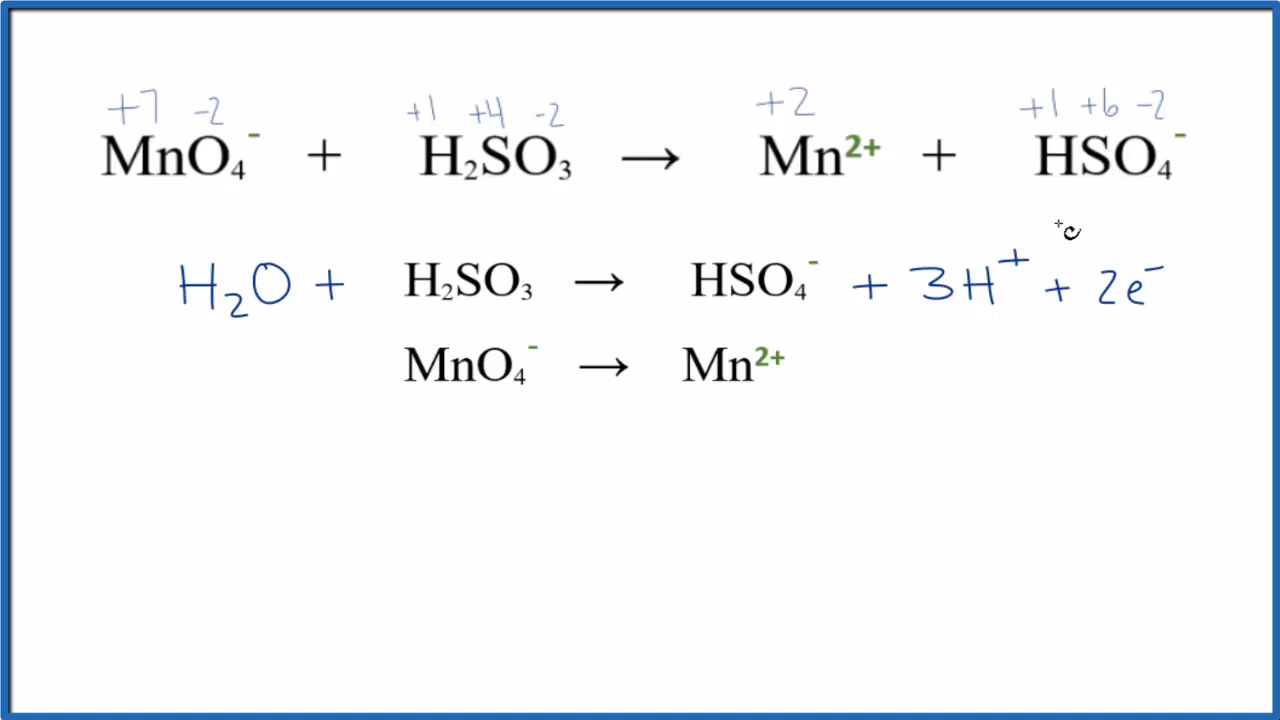 +7 -2 +1 +4 -2 +2 +1 +6 -2
MnO₄⁻ + H₂SO₃ → Mn²⁺ + HSO₄⁻
H₂O + H₂SO₃ → HSO₄⁻ + 3H⁺ + 2e⁻
MnO₄⁻ → Mn²⁺